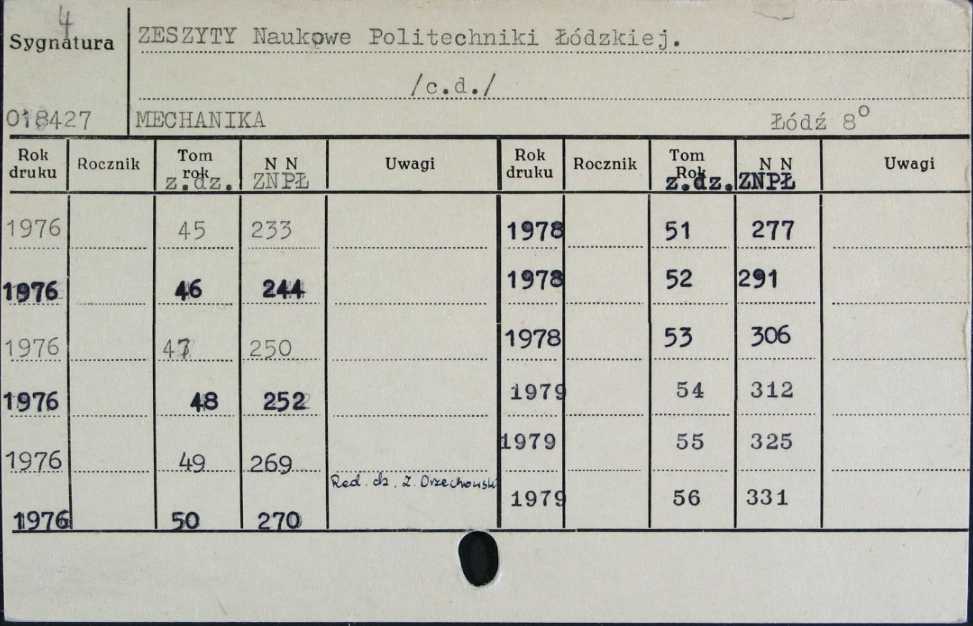 4
Sygnatura ZESZYTY Naukowe Politechniki Łódzkiej.
/c.d./
018427 MECHANIKA Łódź 8°
Rok druku Rocznik Tom rok z.dz. N N ZNPŁ Uwagi Rok druku Rocznik Tom Rok z.dz. N N ZNPŁ Uwagi
1976 45 233 1978 51 277
1976 46 244 1978 52 291
1976 47 250 1978 53 306
1976 48 252 1979 54 312
1976 49 269 1979 55 325
Red. dz. Z. Orzechowski
1976 50 270 1979 56 331